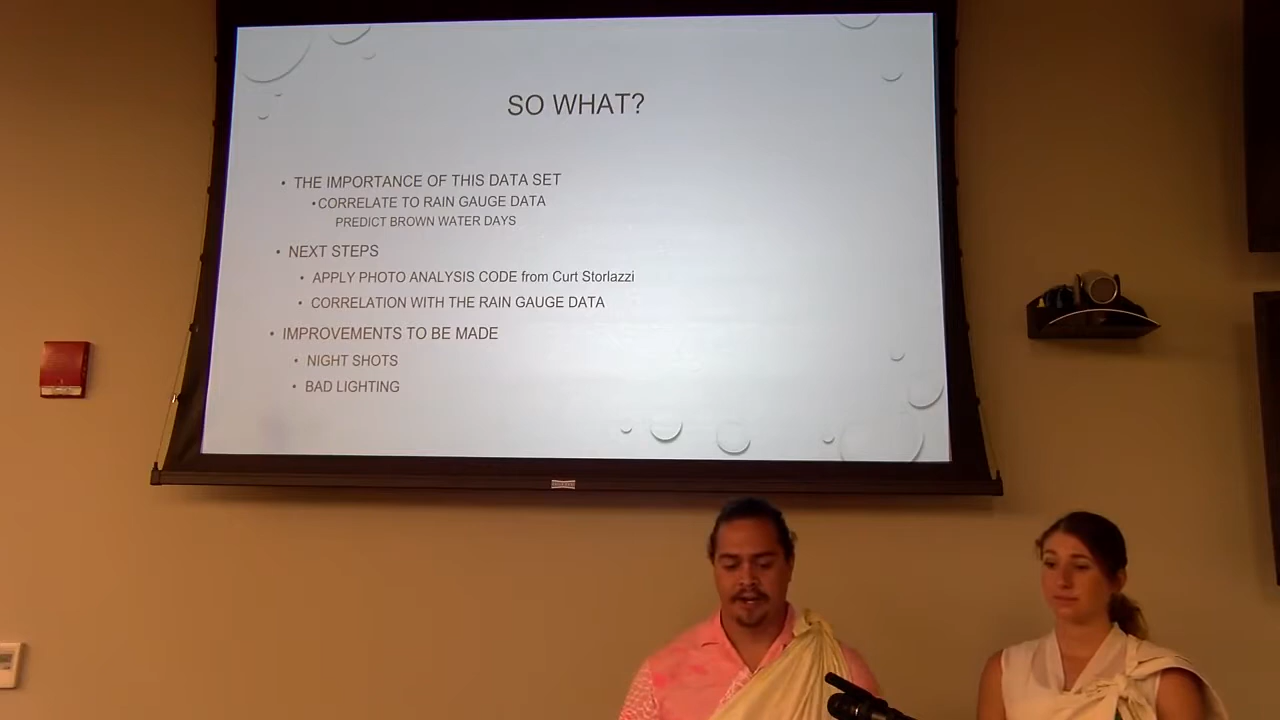 SO WHAT?
• THE IMPORTANCE OF THIS DATA SET
•CORRELATE TO RAIN GAUGE DATA
PREDICT BROWN WATER DAYS
• NEXT STEPS
• APPLY PHOTO ANALYSIS CODE from Curt Storlazzi
• CORRELATION WITH THE RAIN GAUGE DATA
• IMPROVEMENTS TO BE MADE
• NIGHT SHOTS
• BAD LIGHTING